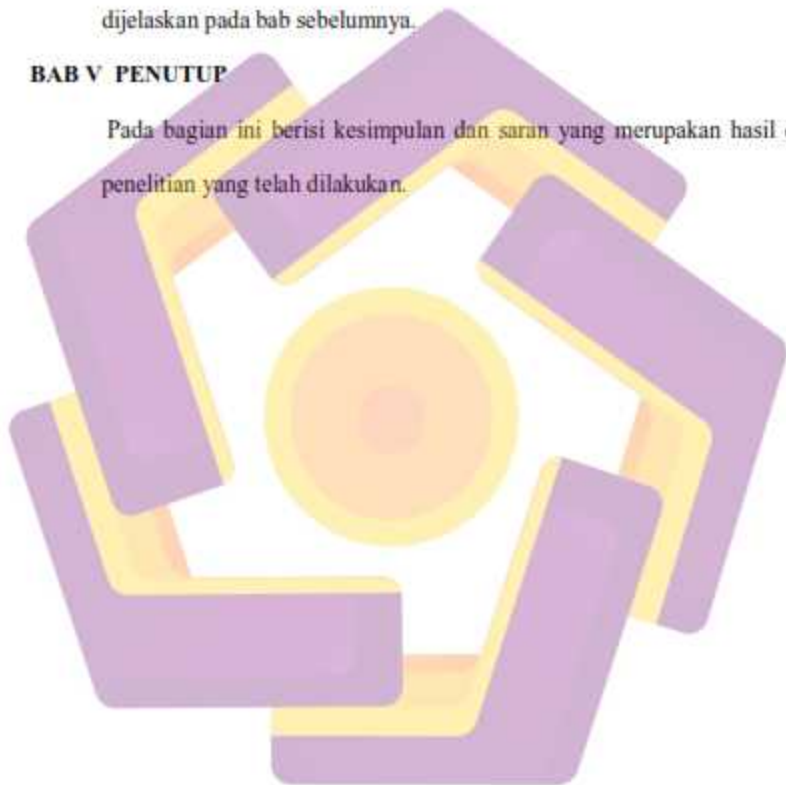 dijelaskan pada bab sebelumnya.
BAB V PENUTUP
Pada bagian ini berisi kesimpulan dan saran yang merupakan hasil
penelitian yang telah dilakukan.